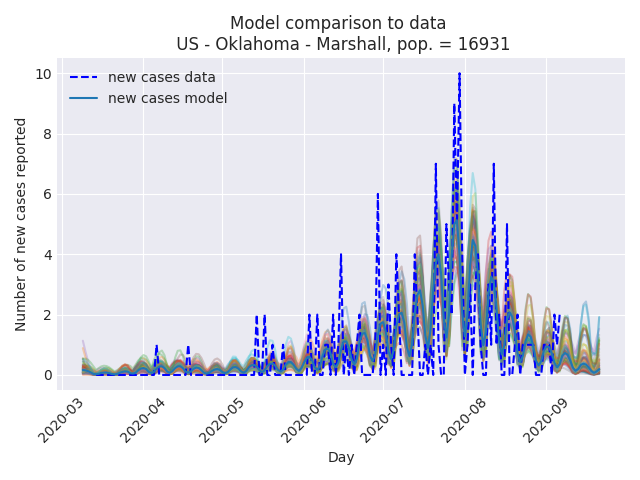 Model comparison to data
US - Oklahoma - Marshall, pop. = 16931
new cases data
new cases model
Number of new cases reported
10
8
6
4
2
0
2020-03
2020-04
2020-05
2020-06
2020-07
2020-08
2020-09
Day